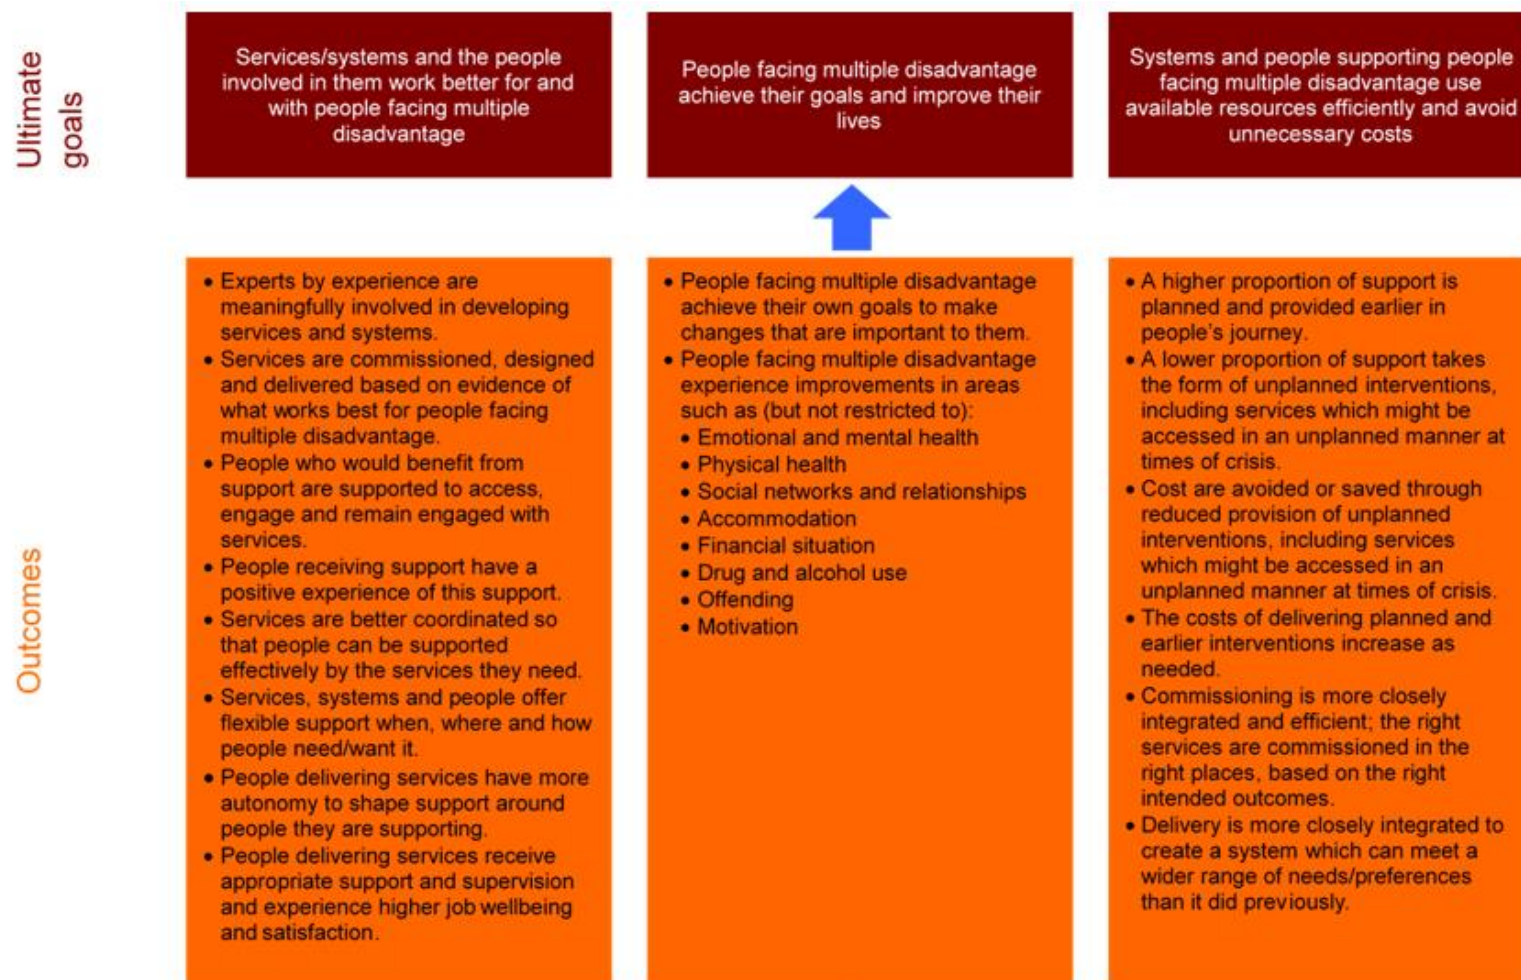 Ultimate
goals
Services/systems and the people
involved in them work better for and
with people facing multiple
disadvantage
People facing multiple disadvantage
achieve their goals and improve their
lives
Systems and people supporting people
facing multiple disadvantage use
available resources efficiently and avoid
unnecessary costs
Outcomes
• Experts by experience are
meaningfully involved in developing
services and systems.
• Services are commissioned, designed
and delivered based on evidence of
what works best for people facing
multiple disadvantage.
• People who would benefit from
support are supported to access,
engage and remain engaged with
services.
• People receiving support have a
positive experience of this support.
• Services are better coordinated so
that people can be supported
effectively by the services they need.
• Services, systems and people offer
flexible support when, where and how
people need/want it.
• People delivering services have more
autonomy to shape support around
people they are supporting.
• People delivering services receive
appropriate support and supervision
and experience higher job wellbeing
and satisfaction.
• People facing multiple disadvantage
achieve their own goals to make
changes that are important to them.
• People facing multiple disadvantage
experience improvements in areas
such as (but not restricted to):
• Emotional and mental health
• Physical health
• Social networks and relationships
• Accommodation
• Financial situation
• Drug and alcohol use
• Offending
• Motivation
• A higher proportion of support is
planned and provided earlier in
people's journey.
• A lower proportion of support takes
the form of unplanned interventions,
including services which might be
accessed in an unplanned manner at
times of crisis.
• Cost are avoided or saved through
reduced provision of unplanned
interventions, including services
which might be accessed in an
unplanned manner at times of crisis.
• The costs of delivering planned and
earlier interventions increase as
needed.
• Commissioning is more closely
integrated and efficient; the right
services are commissioned in the
right places, based on the right
intended outcomes.
• Delivery is more closely integrated to
create a system which can meet a
wider range of needs/preferences
than it did previously.